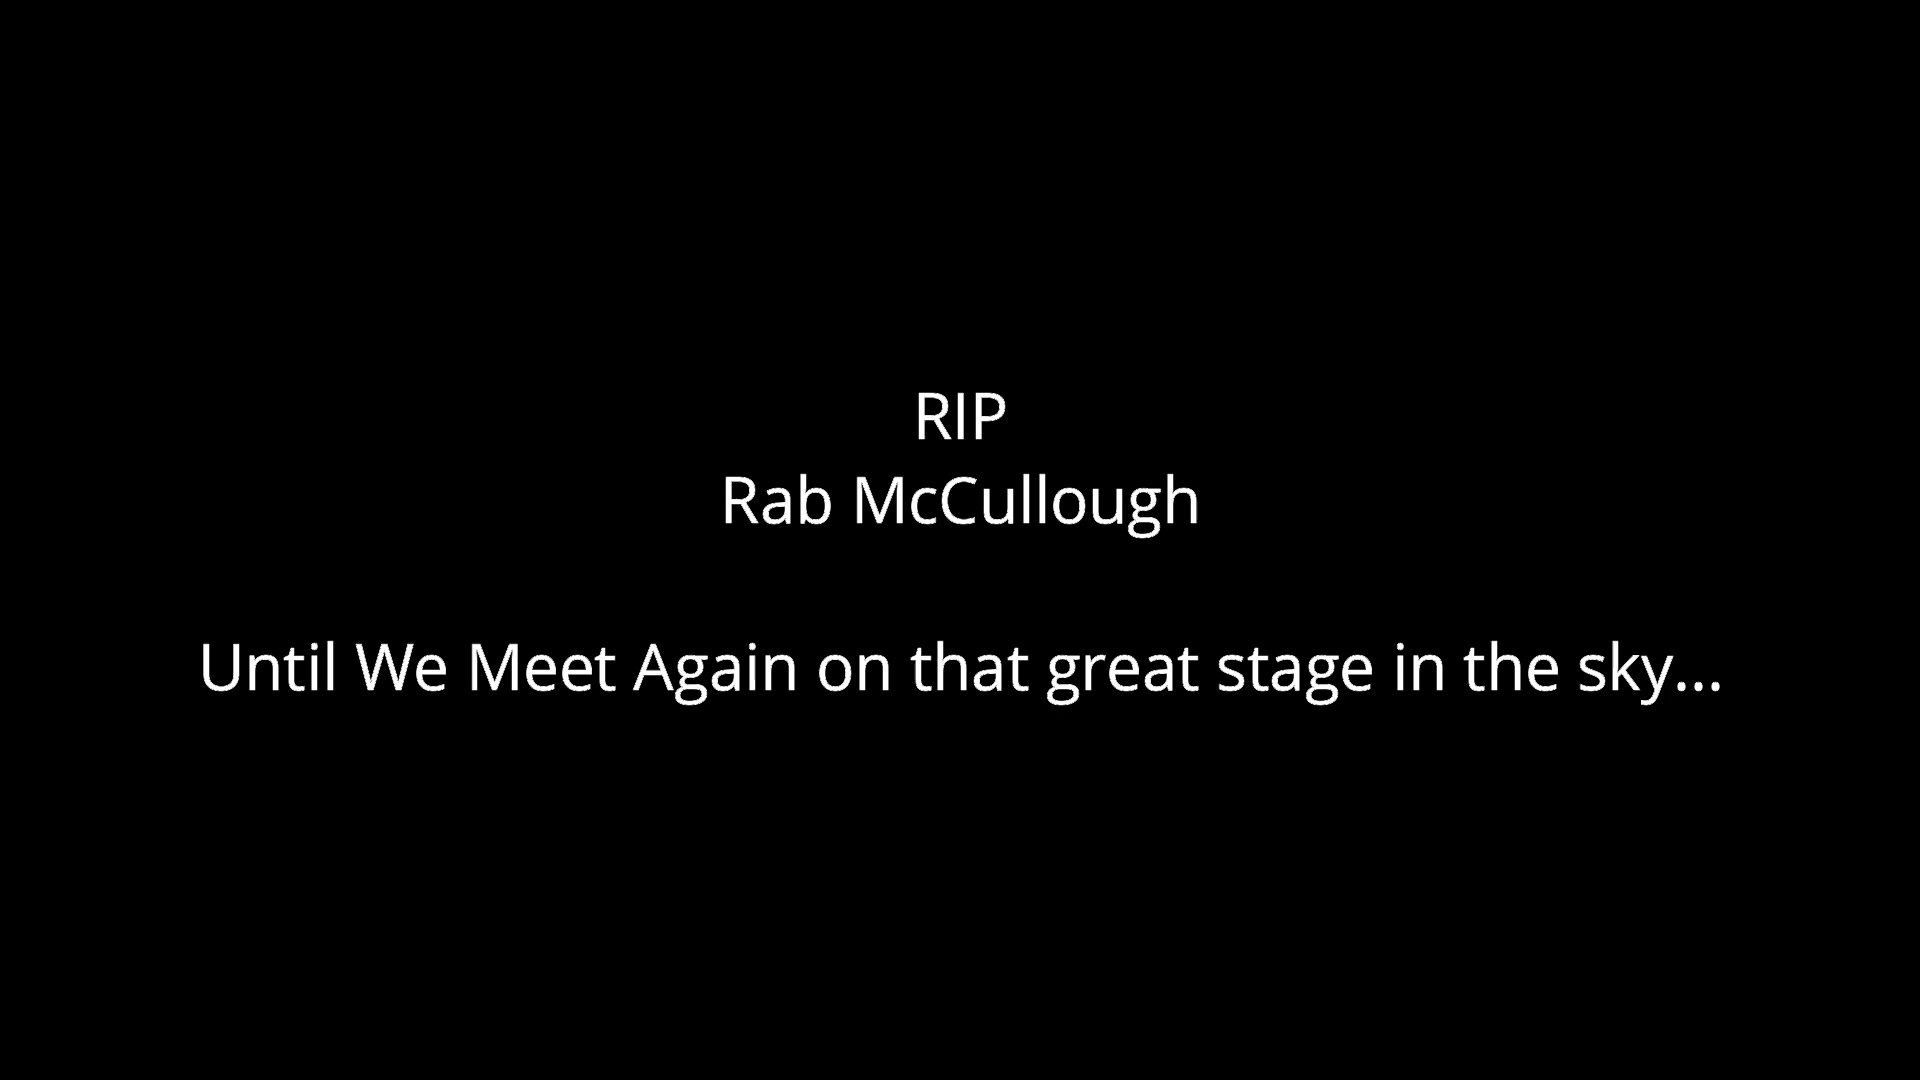 RIP
Rab McCullough
Until We Meet Again on that great stage in the sky...